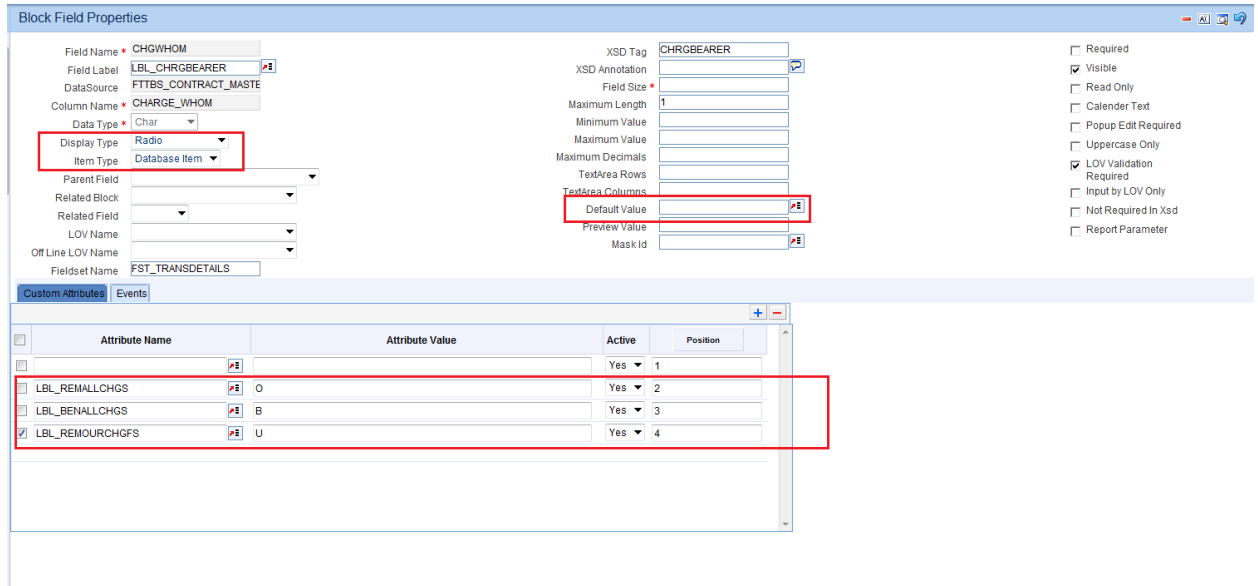 Block Field Properties
Field Name * CHGWHOM
Field Label LBL_CHRGBEARER
DataSource FTTBS_CONTRACT_MASTE
Column Name * CHARGE_WHOM
Data Type * Char
Display Type Radio
Item Type Database Item
Parent Field
Related Block
Related Field
LOV Name
Off Line LOV Name
Fieldset Name FST_TRANSDETAILS
XSD Tag CHRGBEARER
XSD Annotation
Field Size *
Maximum Length 1
Minimum Value
Maximum Value
Maximum Decimals
TextArea Rows
TextArea Columns
Default Value
Preview Value
Mask Id
Required
Visible
Read Only
Calender Text
Popup Edit Required
Uppercase Only
LOV Validation
Required
Input by LOV Only
Not Required In Xsd
Report Parameter
Custom Attributes Events
Attribute Name Attribute Value Active Position
Yes 1
LBL_REMALLCHGS O Yes 2
LBL_BENALLCHGS B Yes 3
LBL_REMOURCHGFS U Yes 4